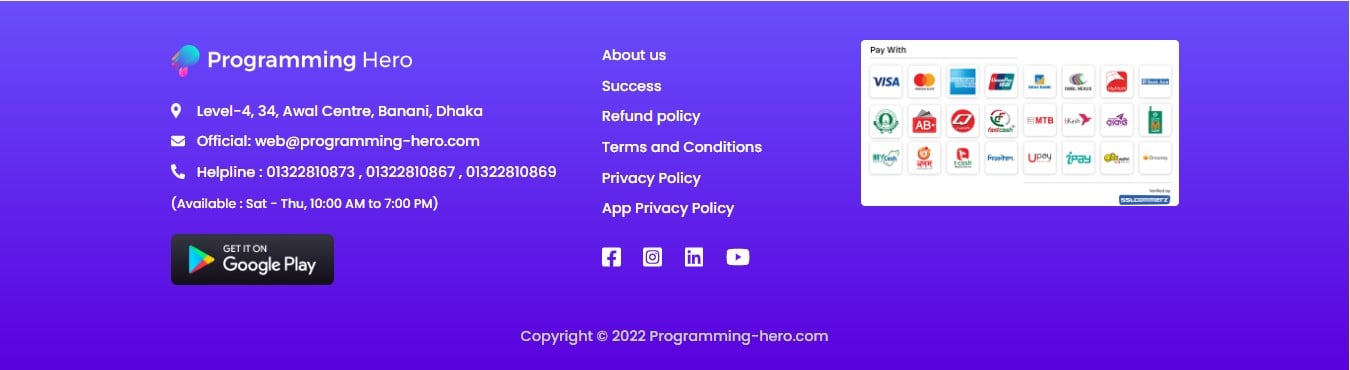 Programming Hero
Level-4, 34, Awal Centre, Banani, Dhaka
Official: web@programming-hero.com
Helpline : 01322810873 , 01322810867 , 01322810869
(Available : Sat - Thu, 10:00 AM to 7:00 PM)
GET IT ON
Google Play
About us
Success
Refund policy
Terms and Conditions
Privacy Policy
App Privacy Policy
Pay With
VISA
AB
fastcash
MTB
bKash
Upay
iPay
Verified by
SSLCOMMERZ
Copyright © 2022 Programming-hero.com